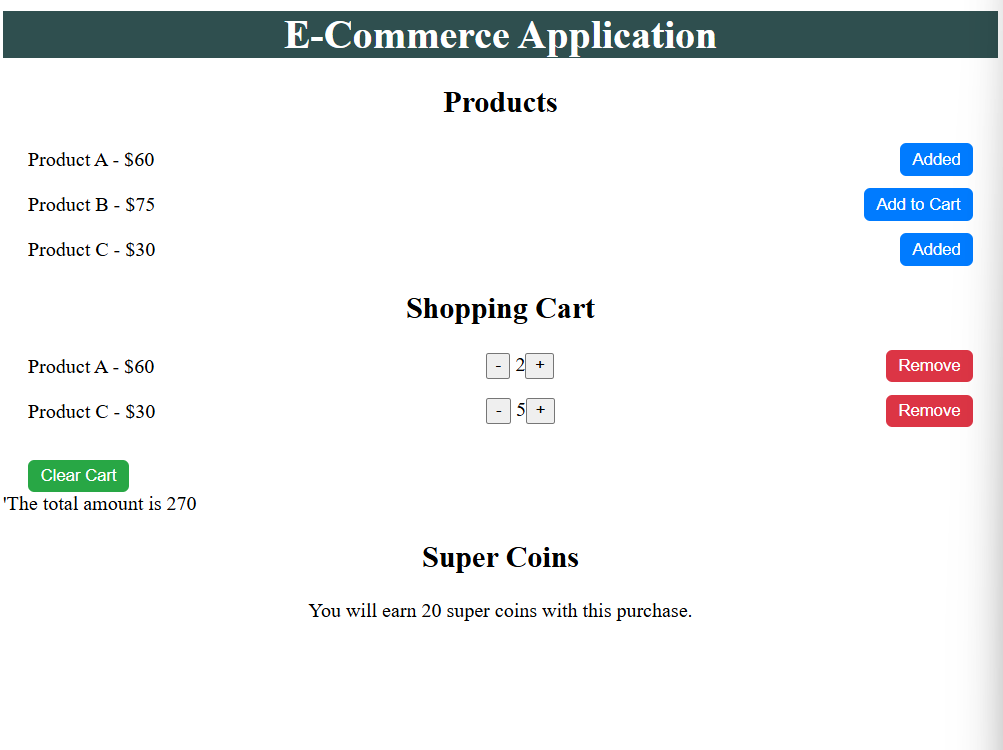 E-Commerce Application
Products
Product A - $60 Added
Product B - $75 Add to Cart
Product C - $30 Added
Shopping Cart
Product A - $60 - 2 + Remove
Product C - $30 - 5 + Remove
Clear Cart
'The total amount is 270
Super Coins
You will earn 20 super coins with this purchase.